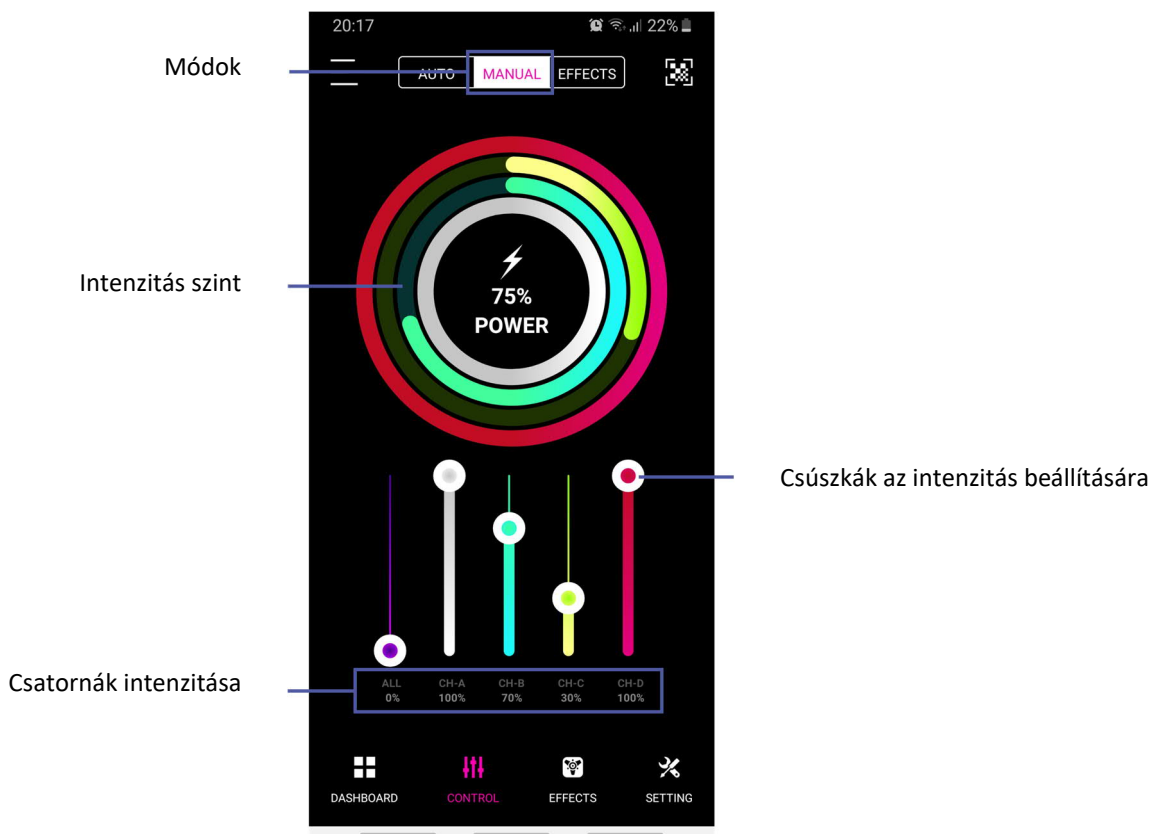 20:17
22%
Módok
AUTO MANUAL EFFECTS
Intenzitás szint
75%
POWER
Csúszkák az intenzitás beállítására
Csatornák intenzitása
ALL CH-A CH-B CH-C CH-D
0% 100% 70% 30% 100%
DASHBOARD CONTROL EFFECTS SETTING